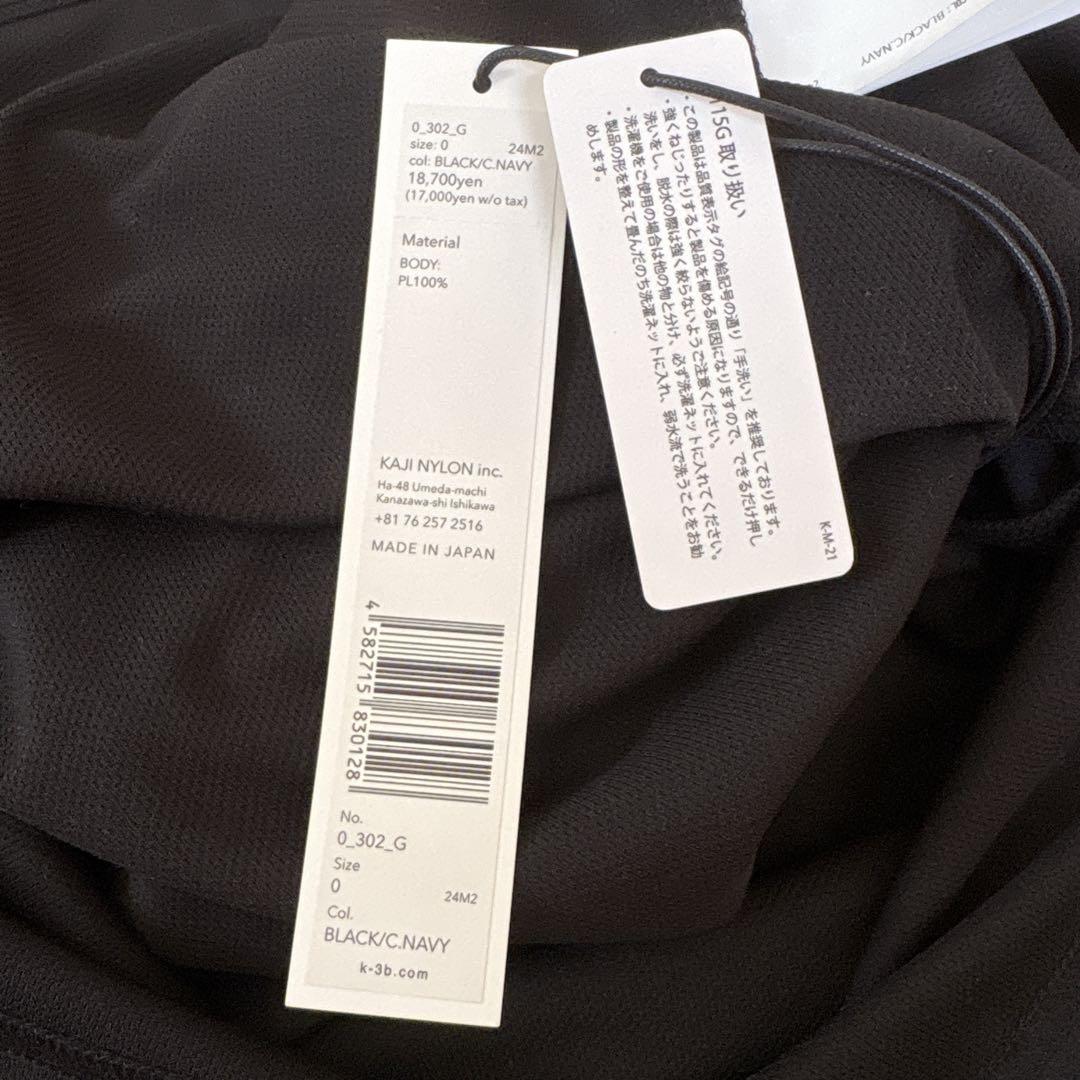 0_302_G
size: 0 24M2
col: BLACK/C.NAVY
18,700yen
(17,000yen w/o tax)
Material
BODY:
PL100%
KAJI NYLON inc.
Ha-48 Umeda-machi
Kanazawa-shi Ishikawa
+81 76 257 2516
MADE IN JAPAN
4 582715 830128
No.
0_302_G
Size
0 24M2
Col.
BLACK/C.NAVY
k-3b.com
115G 取り扱い
・この製品は品質表示タグの絵記号の通り「手洗い」を推奨しております。
・強くねじったりすると製品を傷める原因になりますので、できるだけ押し
洗いをし、脱水の際は強く絞らないようご注意ください。
・洗濯機をご使用の場合は他の物と分け、必ず洗濯ネットに入れてください。
・製品の形を整えて畳んだのち洗濯ネットに入れ、弱水流で洗うことをお勧
めします。
K-M-21
COL : BLACK/C.NAVY